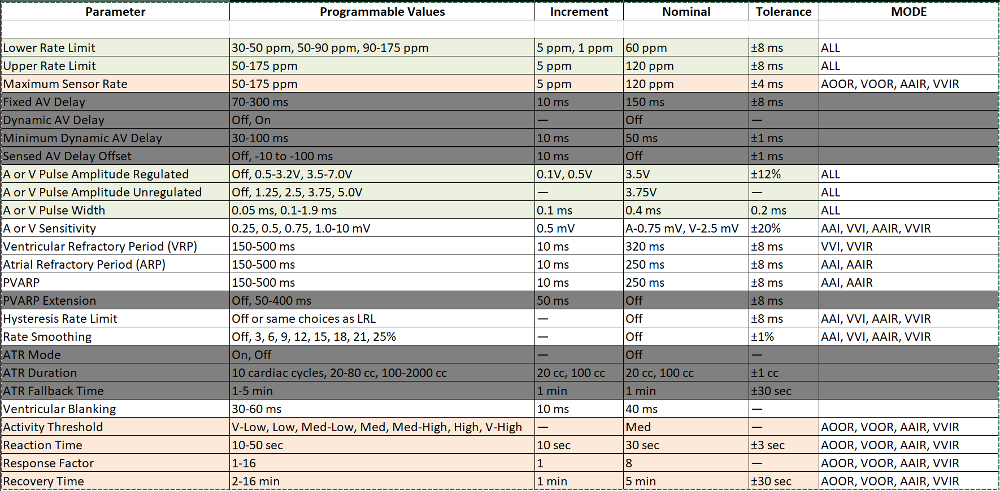 Parameter Programmable Values Increment Nominal Tolerance MODE
Lower Rate Limit 30-50 ppm, 50-90 ppm, 90-175 ppm 5 ppm, 1 ppm 60 ppm ±8 ms ALL
Upper Rate Limit 50-175 ppm 5 ppm 120 ppm ±8 ms ALL
Maximum Sensor Rate 50-175 ppm 5 ppm 120 ppm ±4 ms AOOR, VOOR, AAIR, VVIR
Fixed AV Delay 70-300 ms 10 ms 150 ms ±8 ms
Dynamic AV Delay Off, On — Off —
Minimum Dynamic AV Delay 30-100 ms 10 ms 50 ms ±1 ms
Sensed AV Delay Offset Off, -10 to -100 ms 10 ms Off ±1 ms
A or V Pulse Amplitude Regulated Off, 0.5-3.2V, 3.5-7.0V 0.1V, 0.5V 3.5V ±12% ALL
A or V Pulse Amplitude Unregulated Off, 1.25, 2.5, 3.75, 5.0V — 3.75V — ALL
A or V Pulse Width 0.05 ms, 0.1-1.9 ms 0.1 ms 0.4 ms 0.2 ms ALL
A or V Sensitivity 0.25, 0.5, 0.75, 1.0-10 mV 0.5 mV A-0.75 mV, V-2.5 mV ±20% AAI, VVI, AAIR, VVIR
Ventricular Refractory Period (VRP) 150-500 ms 10 ms 320 ms ±8 ms VVI, VVIR
Atrial Refractory Period (ARP) 150-500 ms 10 ms 250 ms ±8 ms AAI, AAIR
PVARP 150-500 ms 10 ms 250 ms ±8 ms AAI, AAIR
PVARP Extension Off, 50-400 ms 50 ms Off ±8 ms
Hysteresis Rate Limit Off or same choices as LRL — Off ±8 ms AAI, VVI, AAIR, VVIR
Rate Smoothing Off, 3, 6, 9, 12, 15, 18, 21, 25% — Off ±1% AAI, VVI, AAIR, VVIR
ATR Mode On, Off — Off —
ATR Duration 10 cardiac cycles, 20-80 cc, 100-2000 cc 20 cc, 100 cc 20 cc, 100 cc ±1 cc
ATR Fallback Time 1-5 min 1 min 1 min ±30 sec
Ventricular Blanking 30-60 ms 10 ms 40 ms —
Activity Threshold V-Low, Low, Med-Low, Med, Med-High, High, V-High — Med — AOOR, VOOR, AAIR, VVIR
Reaction Time 10-50 sec 10 sec 30 sec ±3 sec AOOR, VOOR, AAIR, VVIR
Response Factor 1-16 1 8 — AOOR, VOOR, AAIR, VVIR
Recovery Time 2-16 min 1 min 5 min ±30 sec AOOR, VOOR, AAIR, VVIR